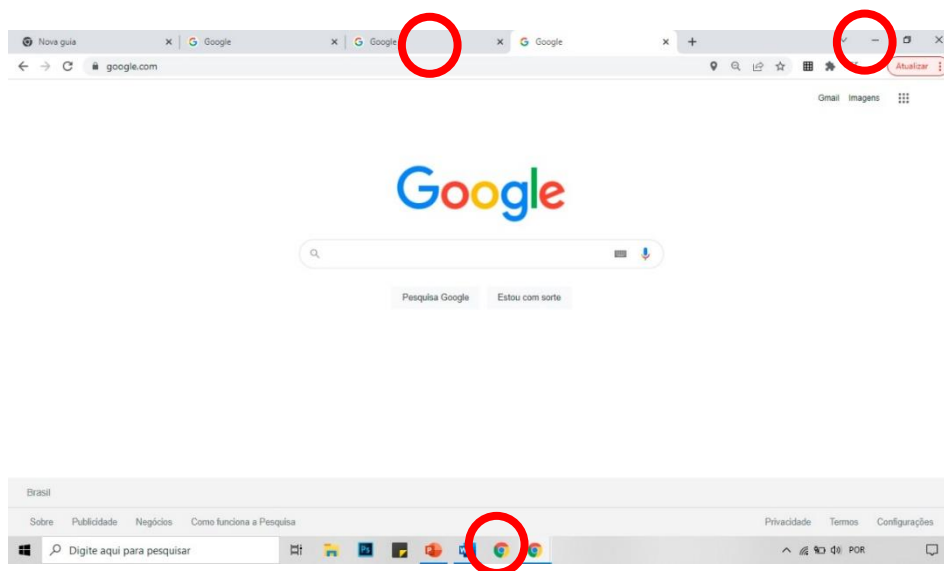 Nova guia
Google
Google
Google
google.com
Atualizar
Gmail Imagens
Google
Pesquisa Google Estou com sorte
Brasil
Sobre Publicidade Negócios Como funciona a Pesquisa Privacidade Termos Configurações
Digite aqui para pesquisar Ps POR